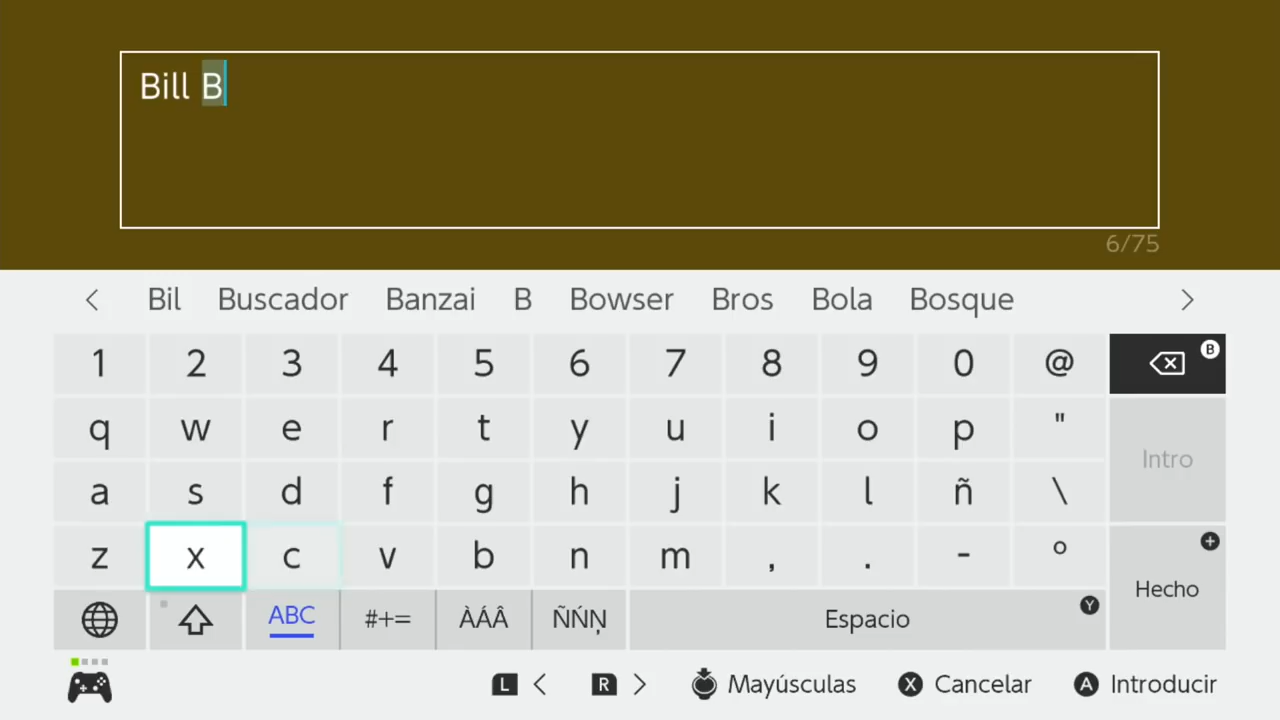 Bill B
6/75
< Bil Buscador Banzai B Bowser Bros Bola Bosque >
1 2 3 4 5 6 7 8 9 0 @ B
q w e r t y u i o p "
Intro
a s d f g h j k l ñ \
z x c v b n m , . - º +
Hecho
ABC #+= ÀÁÂ ÑŃŅ Espacio Y
L < R > Mayúsculas X Cancelar A Introducir